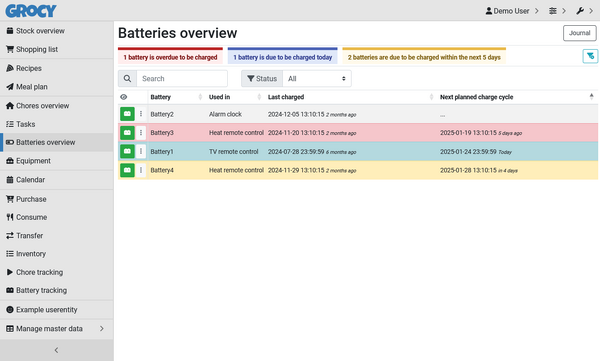 GROCY
Demo User
Stock overview
Shopping list
Recipes
Meal plan
Chores overview
Tasks
Batteries overview
Equipment
Calendar
Purchase
Consume
Transfer
Inventory
Chore tracking
Battery tracking
Example userentity
Manage master data
Batteries overview
Journal
1 battery is overdue to be charged
1 battery is due to be charged today
2 batteries are due to be charged within the next 5 days
Search
Status
All
Battery Used in Last charged Next planned charge cycle
Battery2 Alarm clock 2024-12-05 13:10:15 2 months ago ...
Battery3 Heat remote control 2024-11-20 13:10:15 2 months ago 2025-01-19 13:10:15 5 days ago
Battery1 TV remote control 2024-07-28 23:59:59 6 months ago 2025-01-24 23:59:59 Today
Battery4 Heat remote control 2024-11-29 13:10:15 2 months ago 2025-01-28 13:10:15 in 4 days